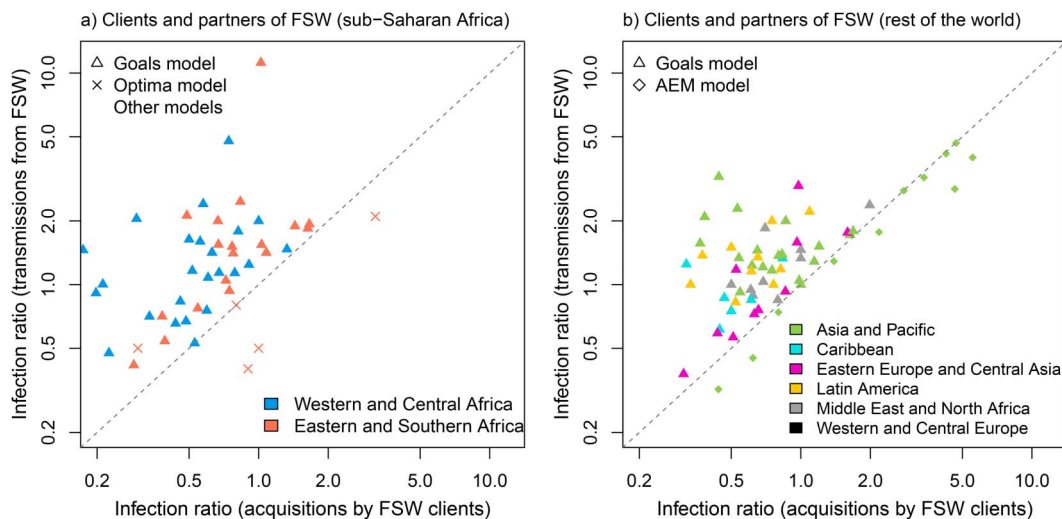 a) Clients and partners of FSW (sub−Saharan Africa)
Infection ratio (transmissions from FSW)
10.0
5.0
2.0
1.0
0.5
0.2
Goals model
Optima model
Other models
Western and Central Africa
Eastern and Southern Africa
0.2 0.5 1.0 2.0 5.0 10.0
Infection ratio (acquisitions by FSW clients)
b) Clients and partners of FSW (rest of the world)
Infection ratio (transmissions from FSW)
10.0
5.0
2.0
1.0
0.5
0.2
Goals model
AEM model
Asia and Pacific
Caribbean
Eastern Europe and Central Asia
Latin America
Middle East and North Africa
Western and Central Europe
0.2 0.5 1.0 2.0 5.0 10.0
Infection ratio (acquisitions by FSW clients)